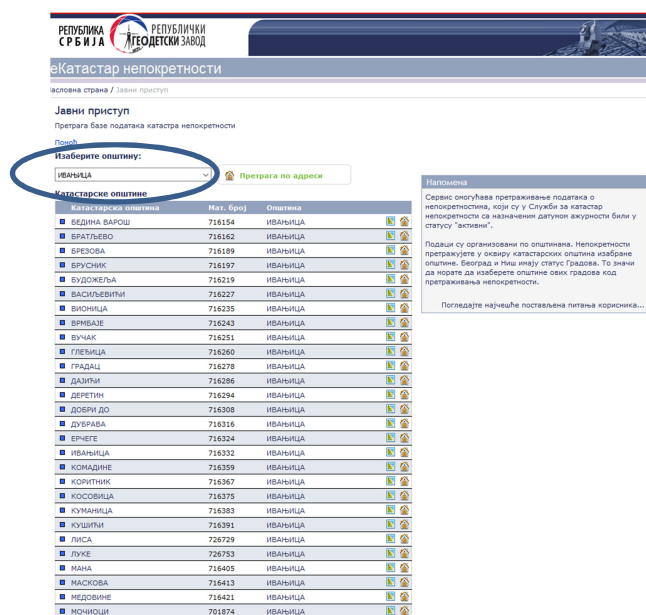 РЕПУБЛИКА
СРБИЈА
РЕПУБЛИЧКИ
ГЕОДЕТСКИ ЗАВОД
еКатастар непокретности
асловна страна / Јавни приступ
Јавни приступ
Претрага базе података катастра непокретности
Помоћ
Изаберите општину:
ИВАЊИЦА
Претрага по адреси
Катастарске општине
Катастарска општина Мат. број Општина
БЕДИНА ВАРОШ 716154 ИВАЊИЦА
БРАТЉЕВО 716162 ИВАЊИЦА
БРЕЗОВА 716189 ИВАЊИЦА
БРУСНИК 716197 ИВАЊИЦА
БУДОЖЕЉА 716219 ИВАЊИЦА
ВАСИЉЕВИЋИ 716227 ИВАЊИЦА
ВИОНИЦА 716235 ИВАЊИЦА
ВРМБАЈЕ 716243 ИВАЊИЦА
ВУЧАК 716251 ИВАЊИЦА
ГЛЕЂИЦА 716260 ИВАЊИЦА
ГРАДАЦ 716278 ИВАЊИЦА
ДАЈИЋИ 716286 ИВАЊИЦА
ДЕРЕТИН 716294 ИВАЊИЦА
ДОБРИ ДО 716308 ИВАЊИЦА
ДУБРАВА 716316 ИВАЊИЦА
ЕРЧЕГЕ 716324 ИВАЊИЦА
ИВАЊИЦА 716332 ИВАЊИЦА
КОМАДИНЕ 716359 ИВАЊИЦА
КОРИТНИК 716367 ИВАЊИЦА
КОСОВИЦА 716375 ИВАЊИЦА
КУМАНИЦА 716383 ИВАЊИЦА
КУШИЋИ 716391 ИВАЊИЦА
ЛИСА 726729 ИВАЊИЦА
ЛУКЕ 726753 ИВАЊИЦА
МАНА 716405 ИВАЊИЦА
МАСКОВА 716413 ИВАЊИЦА
МЕДОВИНЕ 716421 ИВАЊИЦА
МОЧИОЦИ 701874 ИВАЊИЦА
Напомена
Сервис омогућава претраживање података о
непокретностима, који су у Служби за катастар
непокретности са назначеним датумом ажурности били у
статусу "активни".
Подаци су организовани по општинама. Непокретности
претражујете у оквиру катастарских општина изабране
општине. Београд и Ниш имају статус Градова. То значи
да морате да изаберете општине ових градова код
претраживања непокретности.
Погледајте најчешће постављена питања корисника...